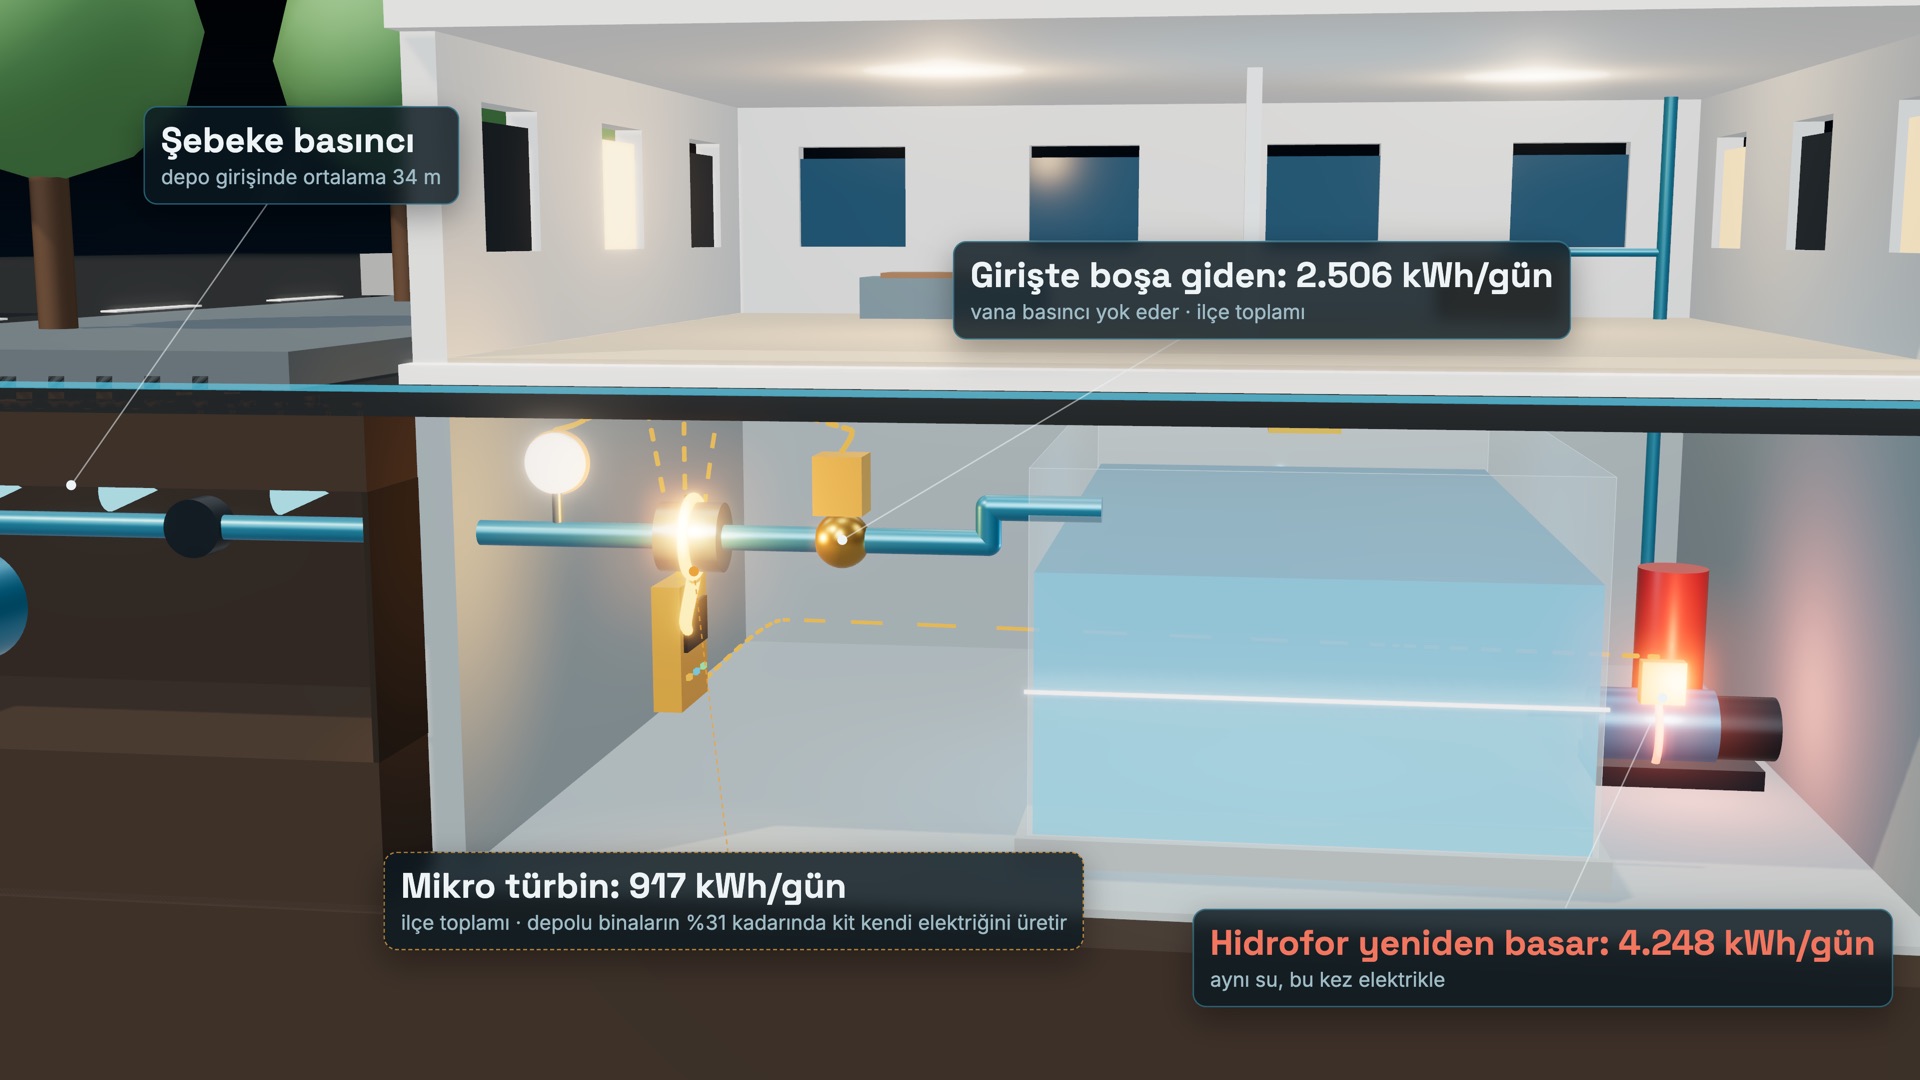 Şebeke basıncı
depo girişinde ortalama 34 m
Girişte boşa giden: 2.506 kWh/gün
vana basıncı yok eder · ilçe toplamı
Mikro türbin: 917 kWh/gün
ilçe toplamı · depolu binaların %31 kadarında kit kendi elektriğini üretir
Hidrofor yeniden basar: 4.248 kWh/gün
aynı su, bu kez elektrikle